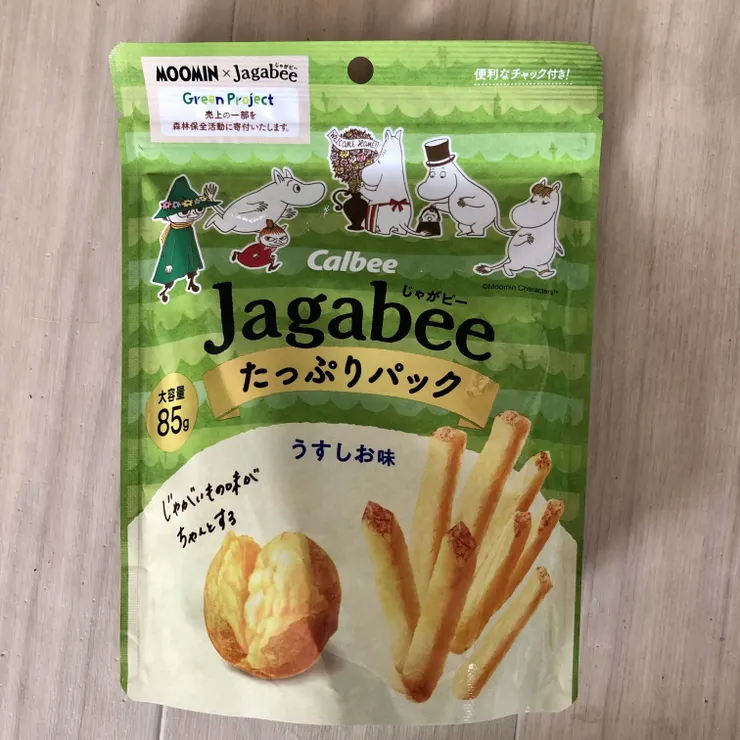 MOOMIN × Jagabee
じゃがビー
Green Project
売上の一部を
森林保全活動に寄付いたします。
便利なチャック付き!
WELCOME HOME!
Calbee
じゃがビー
Jagabee
©Moomin Characters™
たっぷりパック
大容量
85g
うすしお味
じゃがいもの味が
ちゃんとする